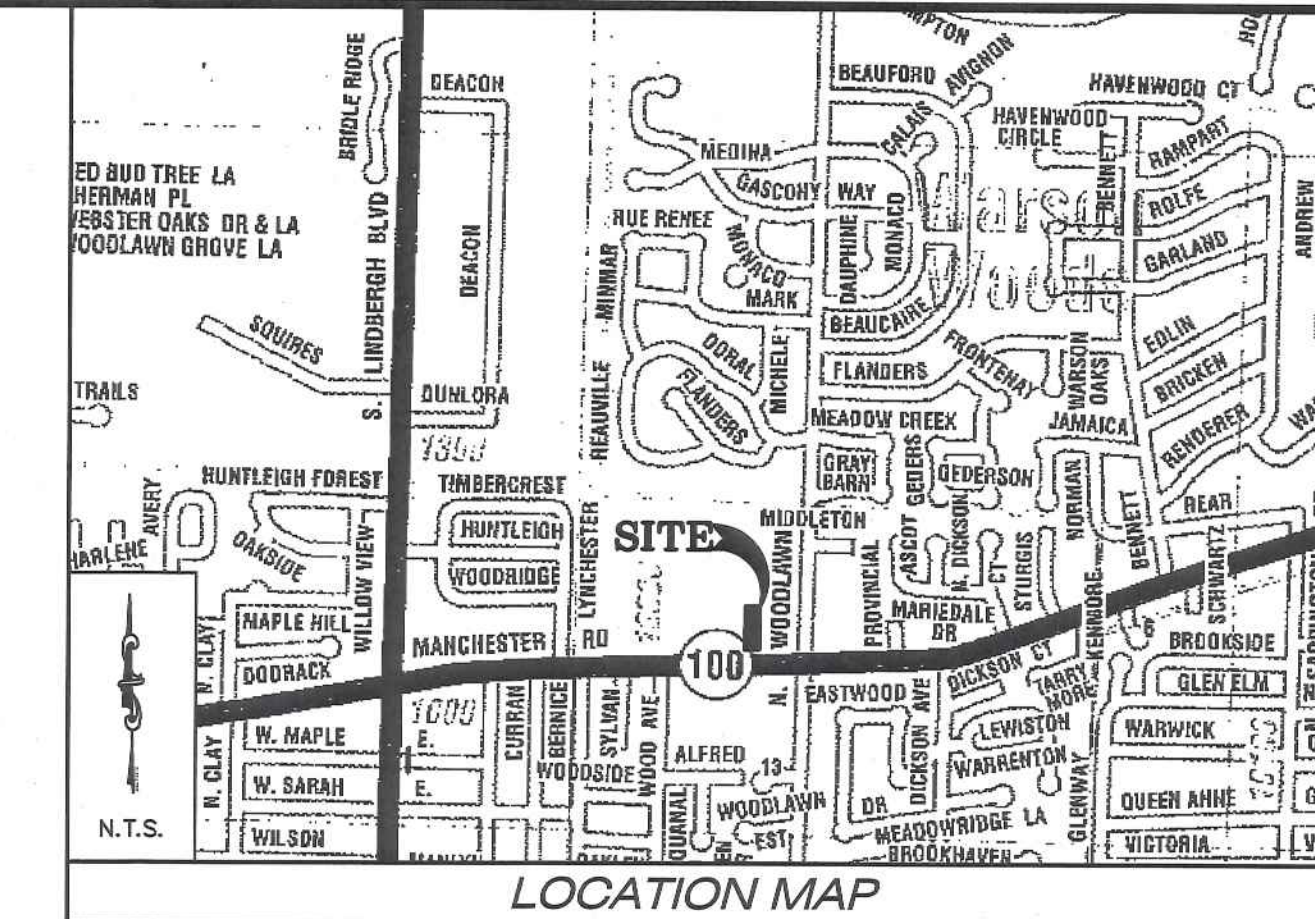 BRIDLE RIDGE
DEACON
BEAUFORD
AVIGNON
HAVENWOOD CT
HAVENWOOD
CIRCLE
CALAIS
BENNETT
RAMPART
ED BUD TREE LA
HERMAN PL
WEBSTER OAKS DR & LA
WOODLAWN GROVE LA
MEDINA
GASCOHY WAY
ROLFE
ANDREW
S. LINDBERGH BLVD
DEACON
RUE RENEE
MONACO
DAUPHINE
MONACO
GARLAND
MINMAR
MARK
BEAUCAIRE
SQUIRES
DORAL
MICHELE
FLANDERS
FRONTENAY
WARSON
OAKS
EDLIN
BRICKEN
TRAILS
DUNLORA
REAUVILLE
FLANDERS
MEADOW CREEK
JAMAICA
RENDERER
1300
HUNTLEIGH FOREST
TIMBERCREST
GRAY
BARN
GEDERS
GEDERSON
NORMAN
BENNETT
REAR
AVERY
HARLENE
OAKSIDE
WILLOW VIEW
HUNTLEIGH
WOODRIDGE
LYNCHESTER
SITE
MIDDLETON
N. WOODLAWN
PROVINCIAL
ASCOT
N. DICKSON
CT
STURGIS
KENMORE
SCHWARTZ
N. CLAY
MAPLE HILL
DODRACK
MANCHESTER RD
100
MARIEDALE
DR
DICKSON CT
TARRY
MORE
BROOKSIDE
GLEN ELM
1000
CURRAN
BERNICE
SYLVAN
WOOD AVE
EASTWOOD
DICKSON AVE
LEWISTON
WARRENTON
WARWICK
N. CLAY
W. MAPLE
E.
W. SARAH
E.
WILSON
WOODSIDE
ALFRED
13
WOODLAWN
EST
DR
MEADOWRIDGE LA
BROOKHAVEN
GLENWAY
QUEEN AHNE
VICTORIA
QUANAL
N.T.S.
LOCATION MAP